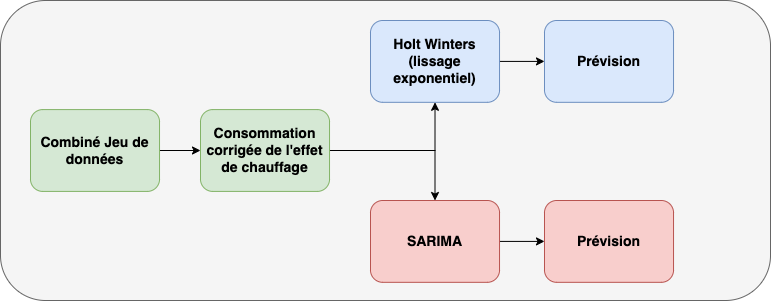 Combiné Jeu de
données
Consommation
corrigée de l'effet
de chauffage
Holt Winters
(lissage
exponentiel)
Prévision
SARIMA
Prévision